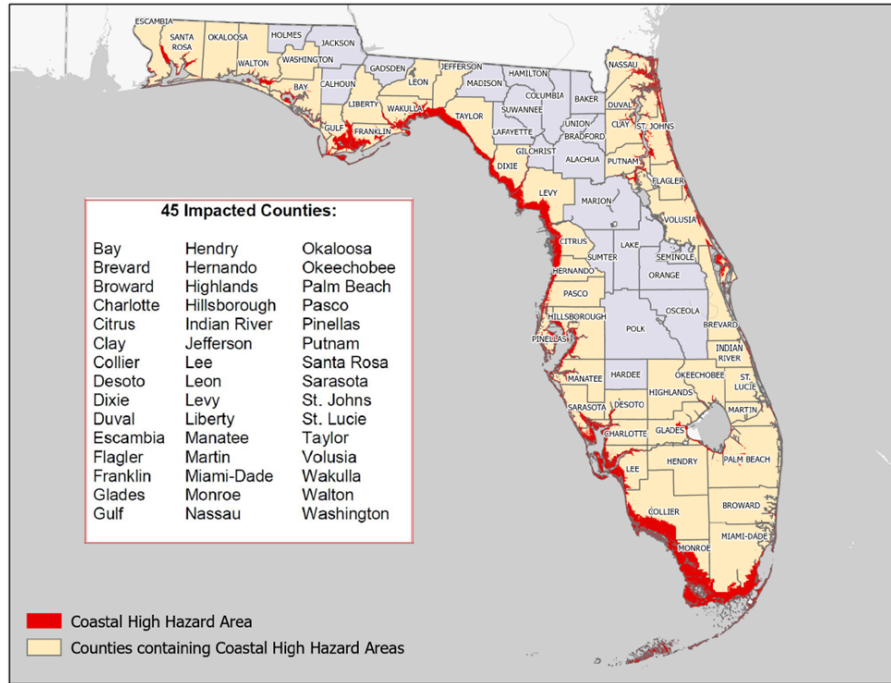 ESCAMBIA
SANTA
ROSA
OKALOOSA
HOLMES
JACKSON
WALTON
WASHINGTON
BAY
CALHOUN
GADSDEN
LEON
JEFFERSON
LIBERTY
WAKULLA
GULF
FRANKLIN
MADISON
HAMILTON
TAYLOR
SUWANNEE
COLUMBIA
BAKER
NASSAU
DUVAL
LAFAYETTE
UNION
BRADFORD
CLAY
ST. JOHNS
GILCHRIST
ALACHUA
PUTNAM
DIXIE
FLAGLER
LEVY
MARION
VOLUSIA
CITRUS
LAKE
SUMTER
SEMINOLE
HERNANDO
ORANGE
PASCO
OSCEOLA
HILLSBOROUGH
POLK
BREVARD
PINELLAS
INDIAN
RIVER
MANATEE
HARDEE
OKEECHOBEE
HIGHLANDS
ST.
LUCIE
SARASOTA
DESOTO
MARTIN
CHARLOTTE
GLADES
LEE
HENDRY
PALM BEACH
COLLIER
BROWARD
MONROE
MIAMI-DADE
45 Impacted Counties:
Bay Hendry Okaloosa
Brevard Hernando Okeechobee
Broward Highlands Palm Beach
Charlotte Hillsborough Pasco
Citrus Indian River Pinellas
Clay Jefferson Putnam
Collier Lee Santa Rosa
Desoto Leon Sarasota
Dixie Levy St. Johns
Duval Liberty St. Lucie
Escambia Manatee Taylor
Flagler Martin Volusia
Franklin Miami-Dade Wakulla
Glades Monroe Walton
Gulf Nassau Washington
Coastal High Hazard Area
Counties containing Coastal High Hazard Areas